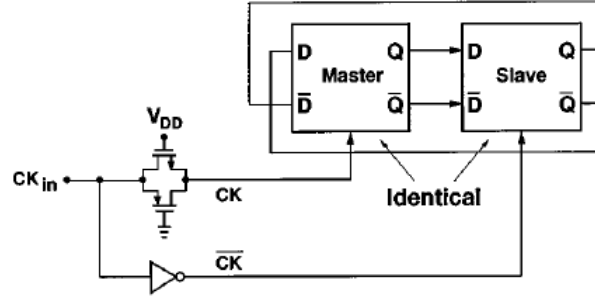 D Q D Q
Master Slave
D̅ Q̅ D̅ Q̅
V_DD
CK_in
CK
Identical
C̅K̅